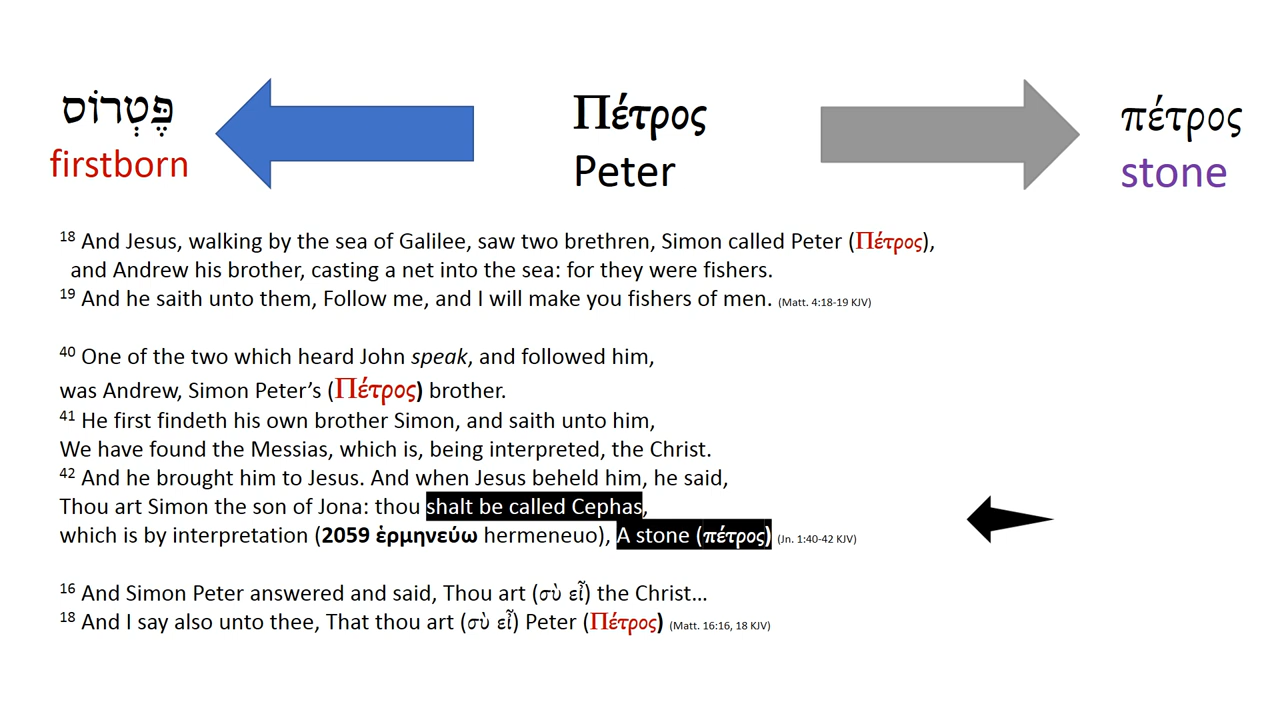 פֶּטְרוֹס
firstborn
Πέτρος
Peter
πέτρος
stone
18 And Jesus, walking by the sea of Galilee, saw two brethren, Simon called Peter (Πέτρος),
and Andrew his brother, casting a net into the sea: for they were fishers.
19 And he saith unto them, Follow me, and I will make you fishers of men. (Matt. 4:18-19 KJV)
40 One of the two which heard John speak, and followed him,
was Andrew, Simon Peter’s (Πέτρος) brother.
41 He first findeth his own brother Simon, and saith unto him,
We have found the Messias, which is, being interpreted, the Christ.
42 And he brought him to Jesus. And when Jesus beheld him, he said,
Thou art Simon the son of Jona: thou shalt be called Cephas,
which is by interpretation (2059 ἑρμηνεύω hermeneuo), A stone (πέτρος) (Jn. 1:40-42 KJV)
16 And Simon Peter answered and said, Thou art (σὺ εἶ) the Christ...
18 And I say also unto thee, That thou art (σὺ εἶ) Peter (Πέτρος) (Matt. 16:16, 18 KJV)